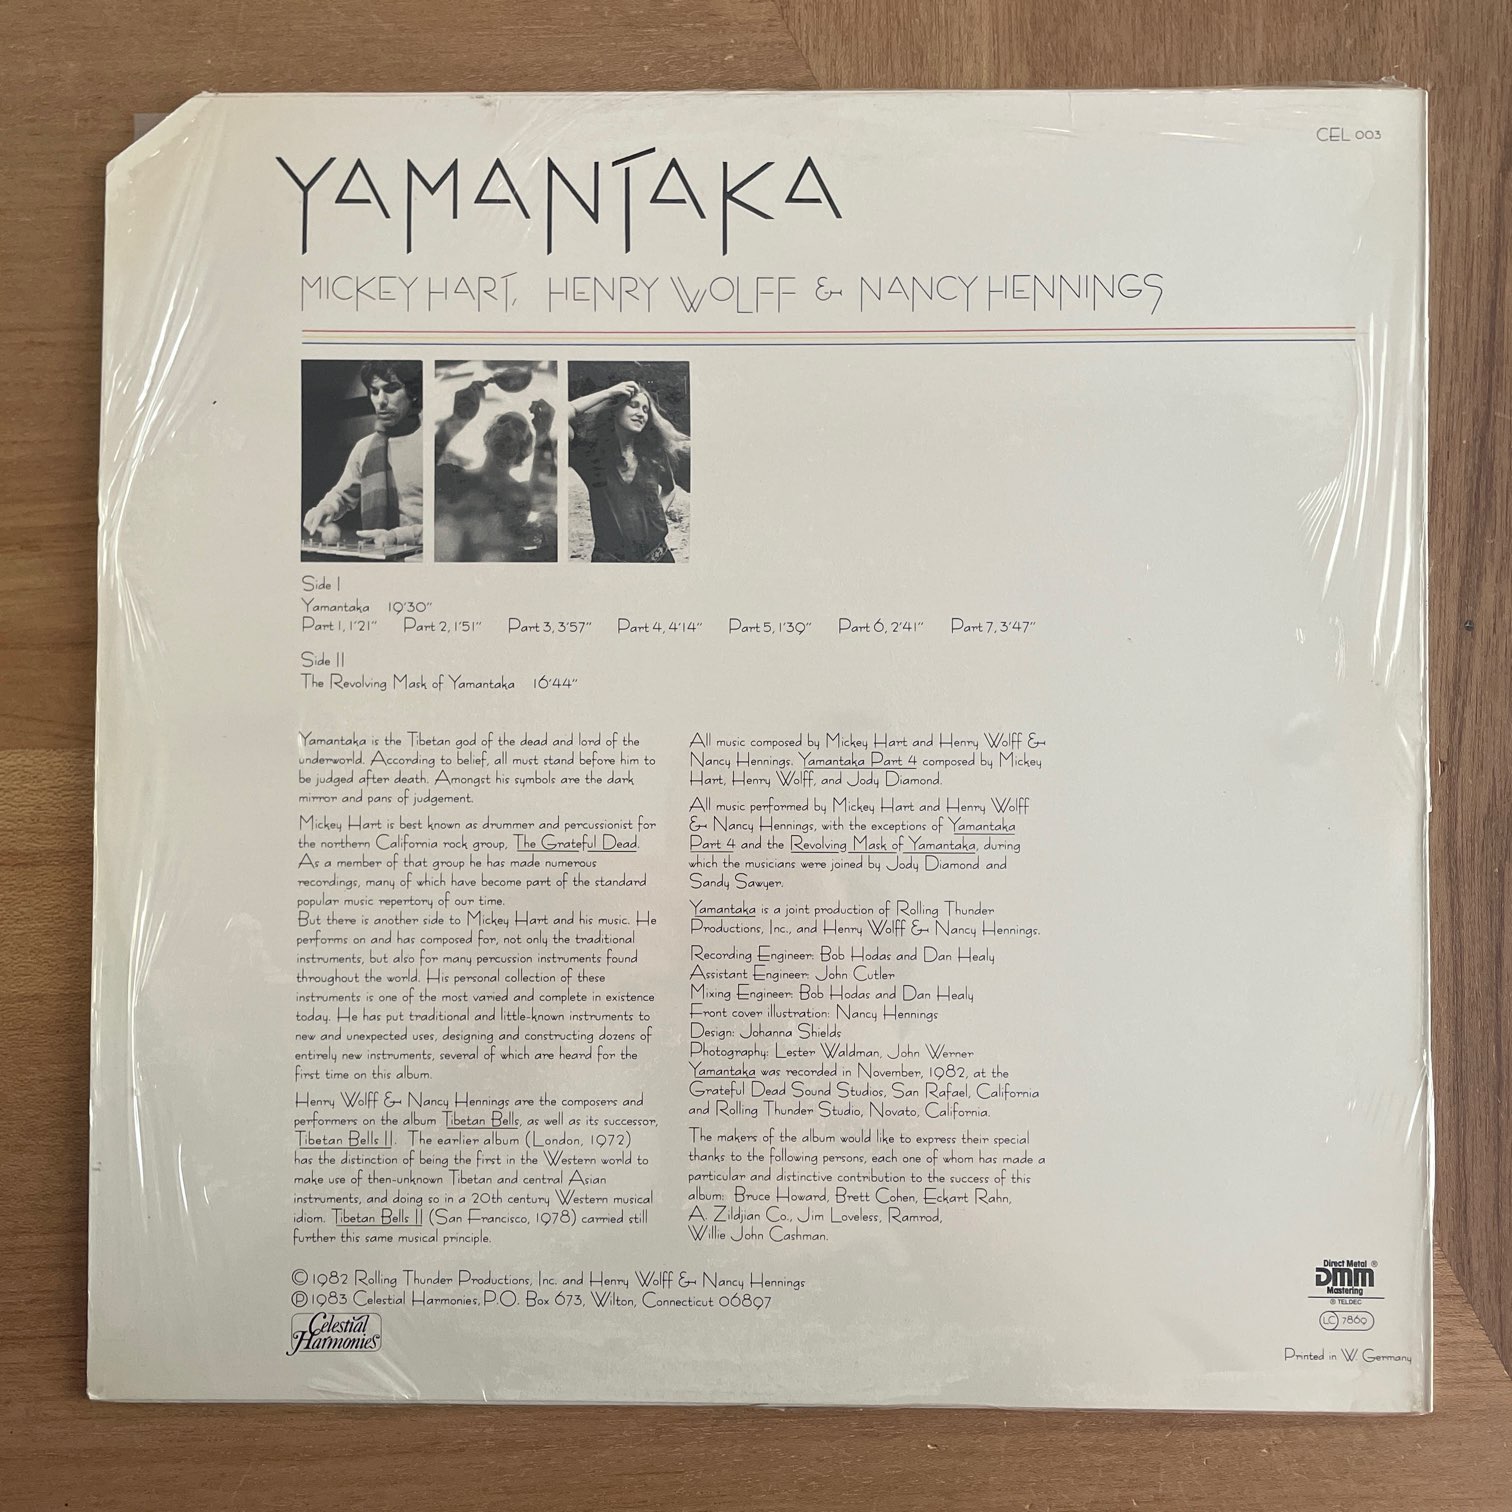 CEL 003
YAMANTAKA
MICKEY HART, HENRY WOLFF & NANCY HENNINGS
Side I
Yamantaka 19'30"
Part 1, 1'21" Part 2, 1'51" Part 3, 3'57" Part 4, 4'14" Part 5, 1'39" Part 6, 2'41" Part 7, 3'47"
Side II
The Revolving Mask of Yamantaka 16'44"
Yamantaka is the Tibetan god of the dead and lord of the
underworld. According to belief, all must stand before him to
be judged after death. Amongst his symbols are the dark
mirror and pans of judgement.
Mickey Hart is best known as drummer and percussionist for
the northern California rock group, The Grateful Dead.
As a member of that group he has made numerous
recordings, many of which have become part of the standard
popular music repertory of our time.
But there is another side to Mickey Hart and his music. He
performs on and has composed for, not only the traditional
instruments, but also for many percussion instruments found
throughout the world. His personal collection of these
instruments is one of the most varied and complete in existence
today. He has put traditional and little-known instruments to
new and unexpected uses, designing and constructing dozens of
entirely new instruments, several of which are heard for the
first time on this album.
Henry Wolff & Nancy Hennings are the composers and
performers on the album Tibetan Bells, as well as its successor,
Tibetan Bells II. The earlier album (London, 1972)
has the distinction of being the first in the Western world to
make use of then-unknown Tibetan and central Asian
instruments, and doing so in a 20th century Western musical
idiom. Tibetan Bells II (San Francisco, 1978) carried still
further this same musical principle.
All music composed by Mickey Hart and Henry Wolff &
Nancy Hennings. Yamantaka Part 4 composed by Mickey
Hart, Henry Wolff, and Jody Diamond.
All music performed by Mickey Hart and Henry Wolff
& Nancy Hennings, with the exceptions of Yamantaka
Part 4 and the Revolving Mask of Yamantaka, during
which the musicians were joined by Jody Diamond and
Sandy Sawyer.
Yamantaka is a joint production of Rolling Thunder
Productions, Inc., and Henry Wolff & Nancy Hennings.
Recording Engineer: Bob Hodas and Dan Healy
Assistant Engineer: John Cutler
Mixing Engineer: Bob Hodas and Dan Healy
Front cover illustration: Nancy Hennings
Design: Johanna Shields
Photography: Lester Waldman, John Werner
Yamantaka was recorded in November, 1982, at the
Grateful Dead Sound Studios, San Rafael, California
and Rolling Thunder Studio, Novato, California.
The makers of the album would like to express their special
thanks to the following persons, each one of whom has made a
particular and distinctive contribution to the success of this
album: Bruce Howard, Brett Cohen, Eckart Rahn,
A. Zildjian Co., Jim Loveless, Ramrod,
Willie John Cashman.
© 1982 Rolling Thunder Productions, Inc. and Henry Wolff & Nancy Hennings
℗ 1983 Celestial Harmonies, P.O. Box 673, Wilton, Connecticut 06897
Celestial
Harmonies
Direct Metal ®
DMM
Mastering
® TELDEC
LC 7869
Printed in W. Germany